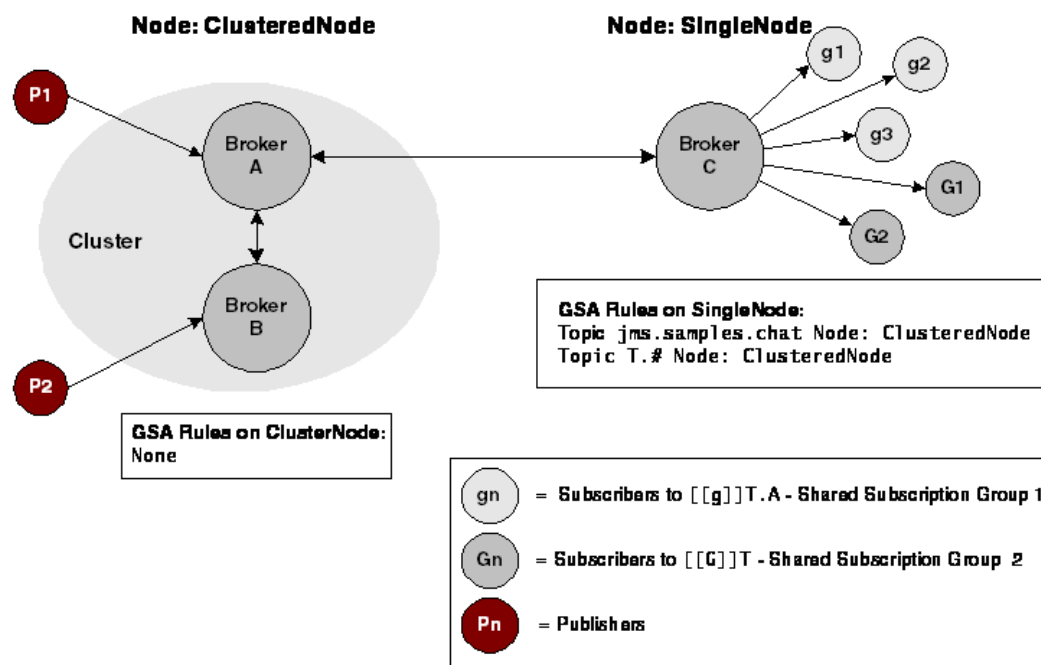 Node: ClusteredNode
Node: SingleNode
P1
Broker
A
Cluster
Broker
B
P2
Broker
C
g1
g2
g3
G1
G2
GSA Rules on SingleNode:
Topic jms.samples.chat Node: ClusteredNode
Topic T.# Node: ClusteredNode
GSA Rules on ClusterNode:
None
gn = Subscribers to [[g]]T.A - Shared Subscription Group 1
Gn = Subscribers to [[G]]T - Shared Subscription Group 2
Pn = Publishers